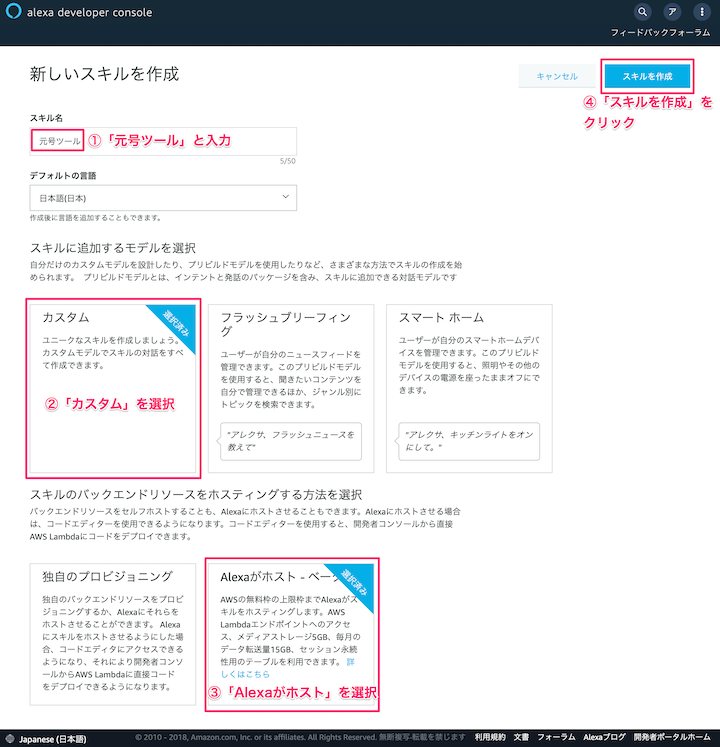 alexa developer console
ア
フィードバックフォーラム
新しいスキルを作成
キャンセル
スキルを作成
④「スキルを作成」を
クリック
スキル名
元号ツール
①「元号ツール」と入力
5/50
デフォルトの言語
日本語(日本)
作成後に言語を追加することもできます。
スキルに追加するモデルを選択
自分だけのカスタムモデルを設計したり、プリビルドモデルを使用したりなど、さまざまな方法でスキルの作成を始
められます。 プリビルドモデルとは、インテントと発話のパッケージを含み、スキルに追加できる対話モデルです
カスタム
選択済み
ユニークなスキルを作成しましょう。
カスタムモデルでスキルの対話をすべ
て作成できます。
②「カスタム」を選択
フラッシュブリーフィン
グ
ユーザーが自分のニュースフィードを
管理できます。このプリビルドモデル
を使用すると、聞きたいコンテンツを
自分で管理できるほか、ジャンル別に
トピックを検索できます。
"アレクサ、フラッシュニュースを
教えて"
スマート ホーム
ユーザーが自分のスマートホームデバ
イスを管理できます。このプリビルド
モデルを使用すると、照明やその他の
デバイスの電源を座ったままオフにで
きます。
"アレクサ、キッチンライトをオン
にして。"
スキルのバックエンドリソースをホスティングする方法を選択
バックエンドリソースをセルフホストすることも、Alexaにホストさせることもできます。Alexaにホストさせる場合
は、コードエディターを使用できるようになります。コードエディターを使用すると、開発者コンソールから直接
AWS Lambdaにコードをデプロイできます。
独自のプロビジョニング
独自のバックエンドリソースをプロビ
ジョニングするか、Alexaにそれらを
ホストさせることができます。 Alexa
にスキルをホストさせるようにした場
合、コードエディタにアクセスできる
ようになり、それにより開発者コンソ
ールからAWS Lambdaに直接コード
をデプロイできるようになります。
Alexaがホスト - ベー
選択済み
AWSの無料枠の上限枠までAlexaがス
キルをホスティングします。AWS
Lambdaエンドポイントへのアクセ
ス、メディアストレージ5GB、毎月の
データ転送量15GB、セッション永続
性用のテーブルを利用できます。 詳
しくはこちら
③「Alexaがホスト」を選択
Japanese (日本語)
© 2010 - 2018, Amazon.com, Inc. or its affiliates. All Rights Reserved. 無断複写·転載を禁じます
利用規約 文書 フォーラム Alexaブログ 開発者ポータルホーム